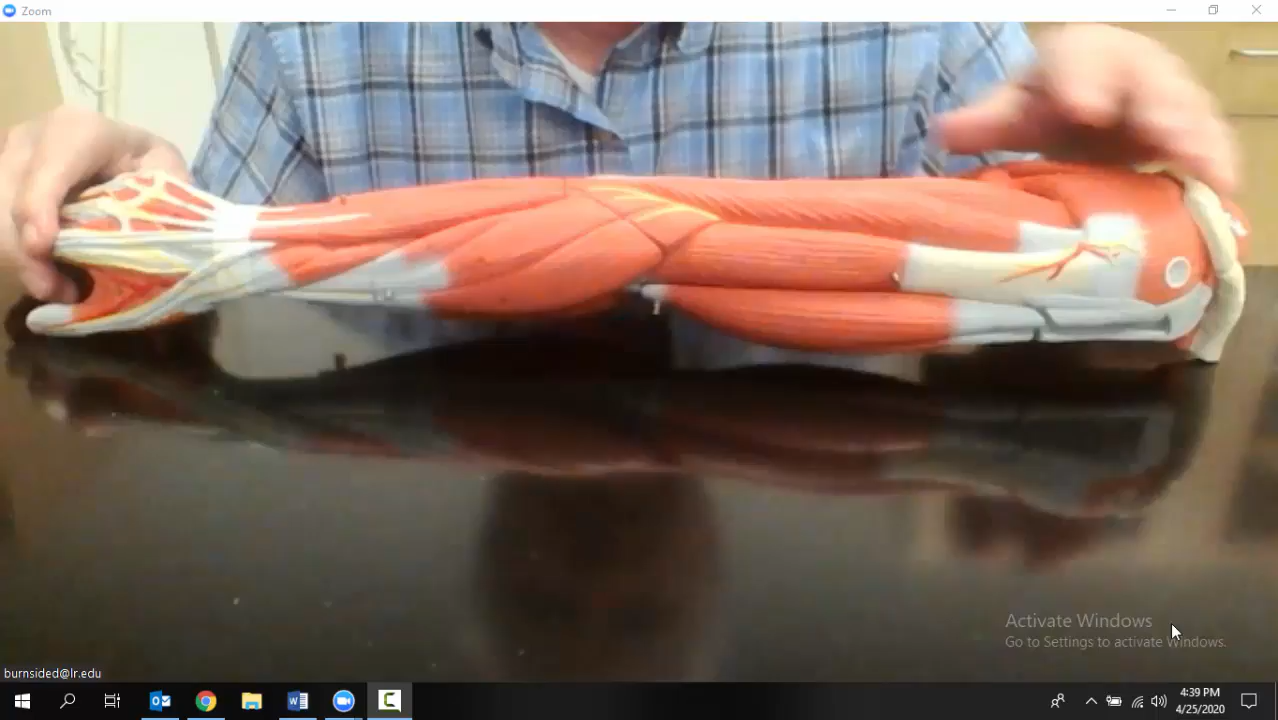 Zoom
Activate Windows
Go to Settings to activate Windows.
burnsided@lr.edu
4:39 PM
4/25/2020